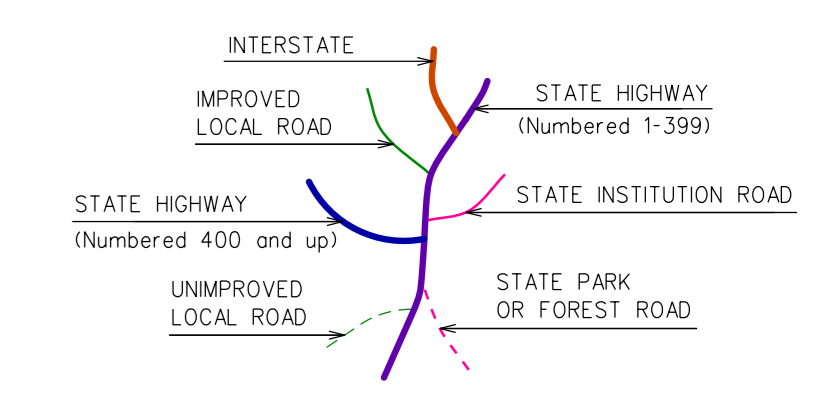 INTERSTATE
IMPROVED
LOCAL ROAD
STATE HIGHWAY
(Numbered 1-399)
STATE HIGHWAY
(Numbered 400 and up)
STATE INSTITUTION ROAD
UNIMPROVED
LOCAL ROAD
STATE PARK
OR FOREST ROAD